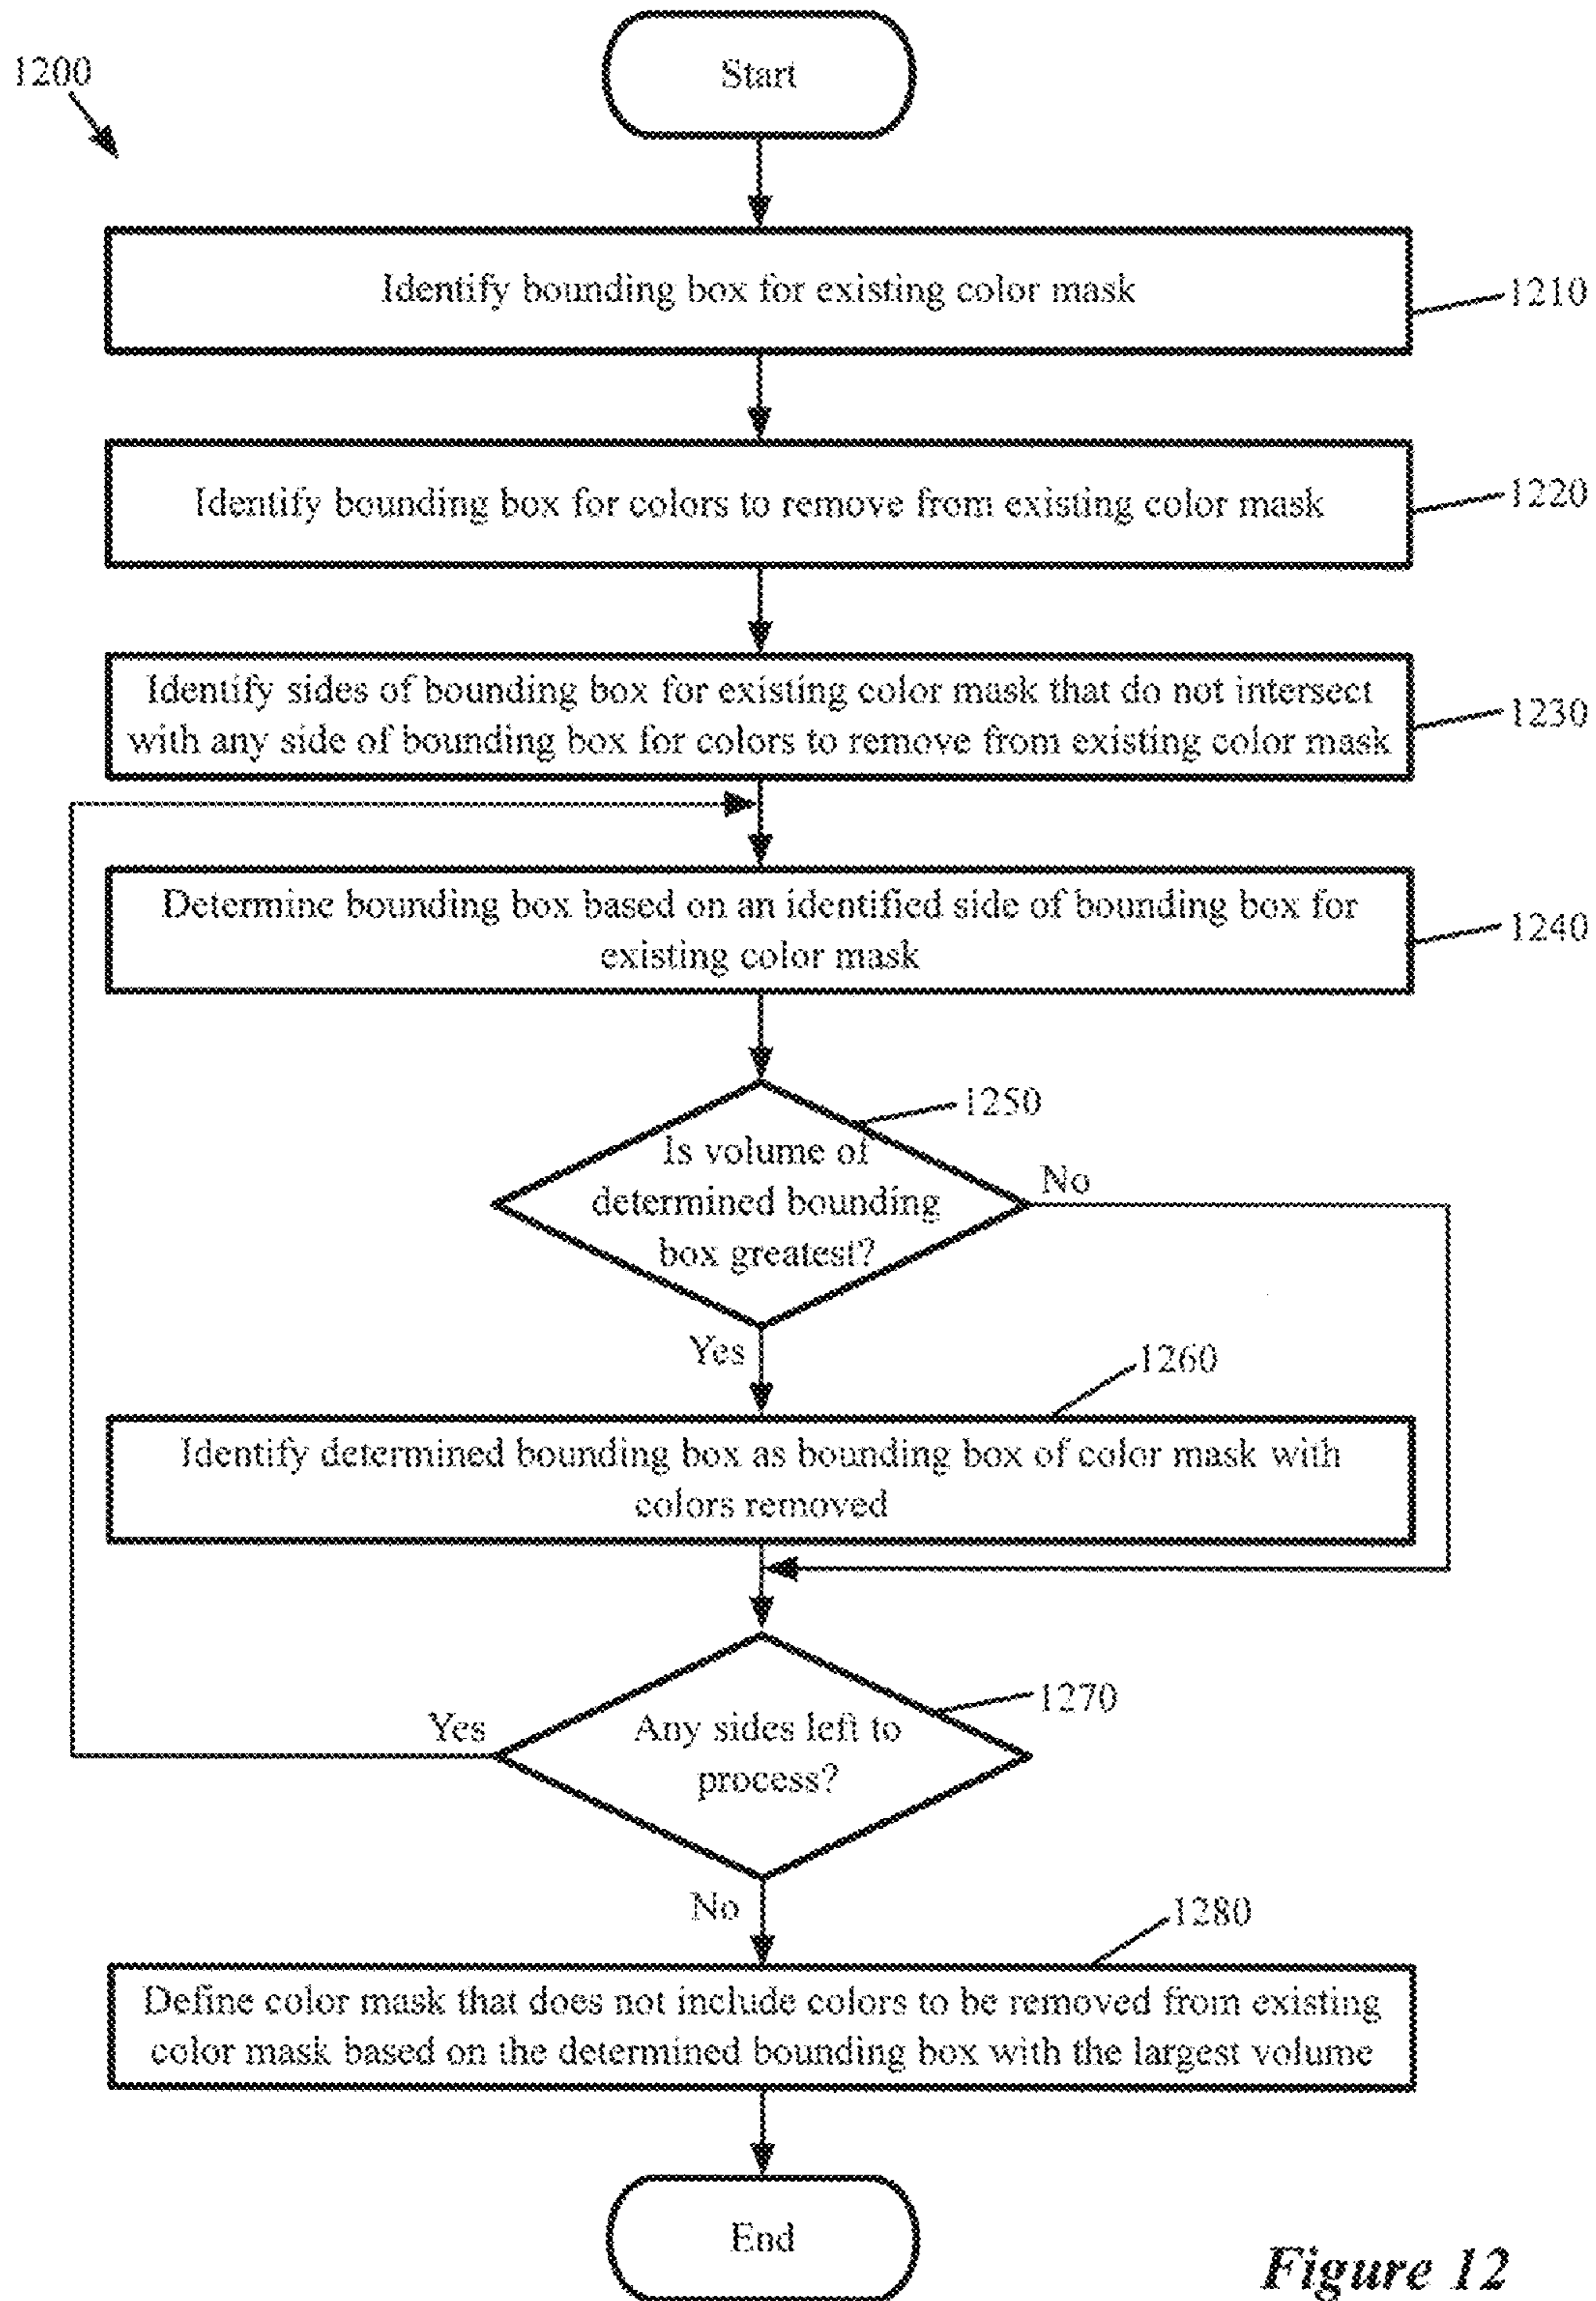 Start
1200
Identify bounding box for existing color mask
1210
Identify bounding box for colors to remove from existing color mask
1220
Identify sides of bounding box for existing color mask that do not intersect
with any side of bounding box for colors to remove from existing color mask
1230
Determine bounding box based on an identified side of bounding box for
existing color mask
1240
1250
Is volume of
determined bounding
box greatest?
No
Yes
1260
Identify determined bounding box as bounding box of color mask with
colors removed
1270
Yes
Any sides left to
process?
No
1280
Define color mask that does not include colors to be removed from existing
color mask based on the determined bounding box with the largest volume
End
Figure 12